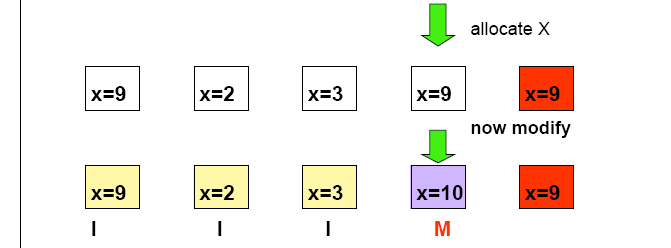 allocate X
x=9 x=2 x=3 x=9 x=9
now modify
x=9 x=2 x=3 x=10 x=9
I I I M